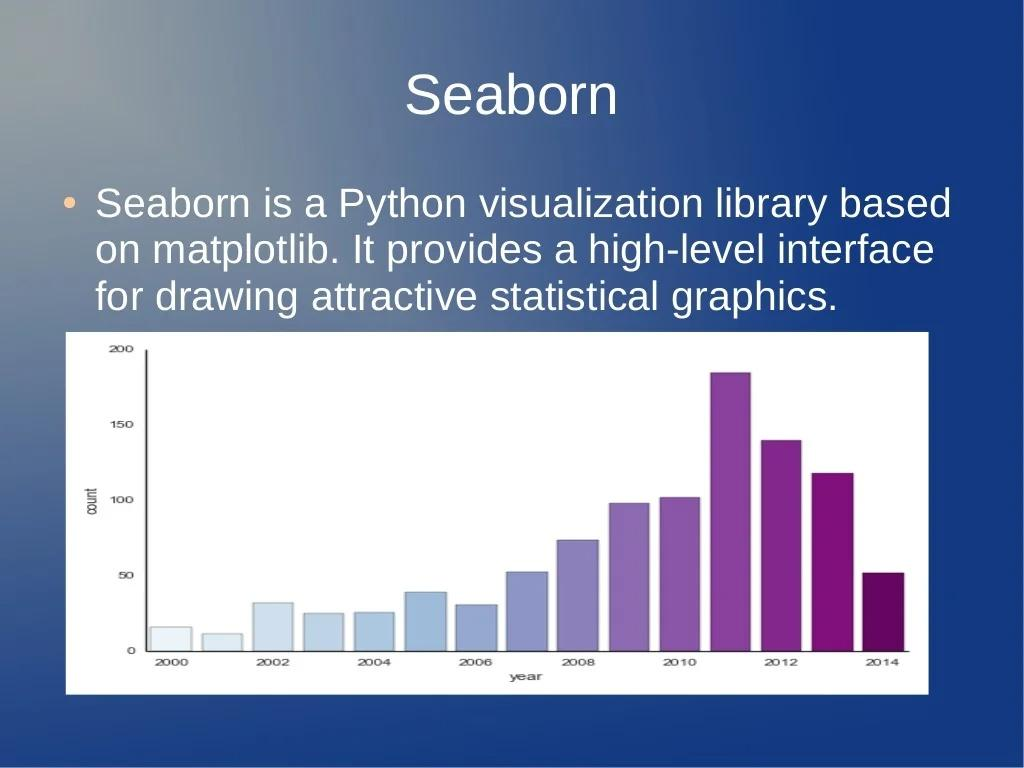 Seaborn
• Seaborn is a Python visualization library based
on matplotlib. It provides a high-level interface
for drawing attractive statistical graphics.
200
150
100
50
0
count
2000 2002 2004 2006 2008 2010 2012 2014
year